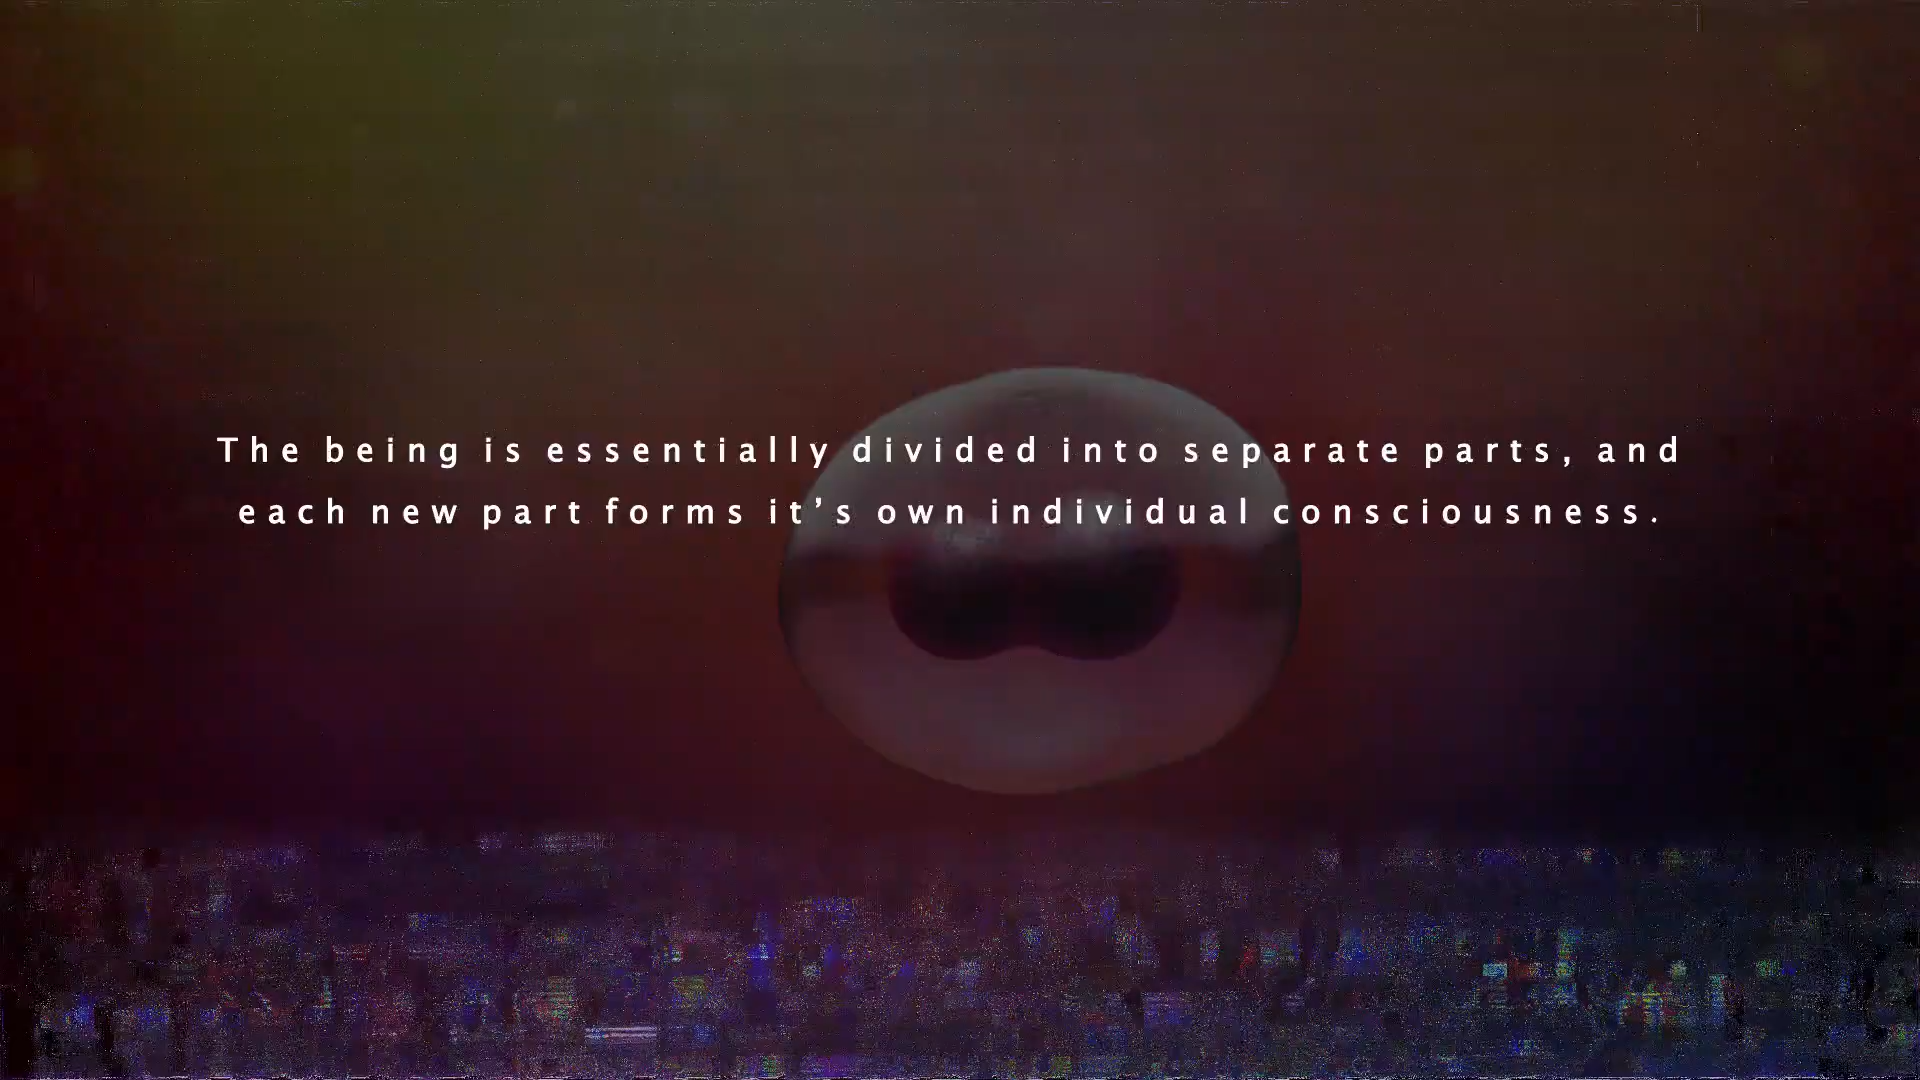 The being is essentially divided into separate parts, and
each new part forms it’s own individual consciousness.